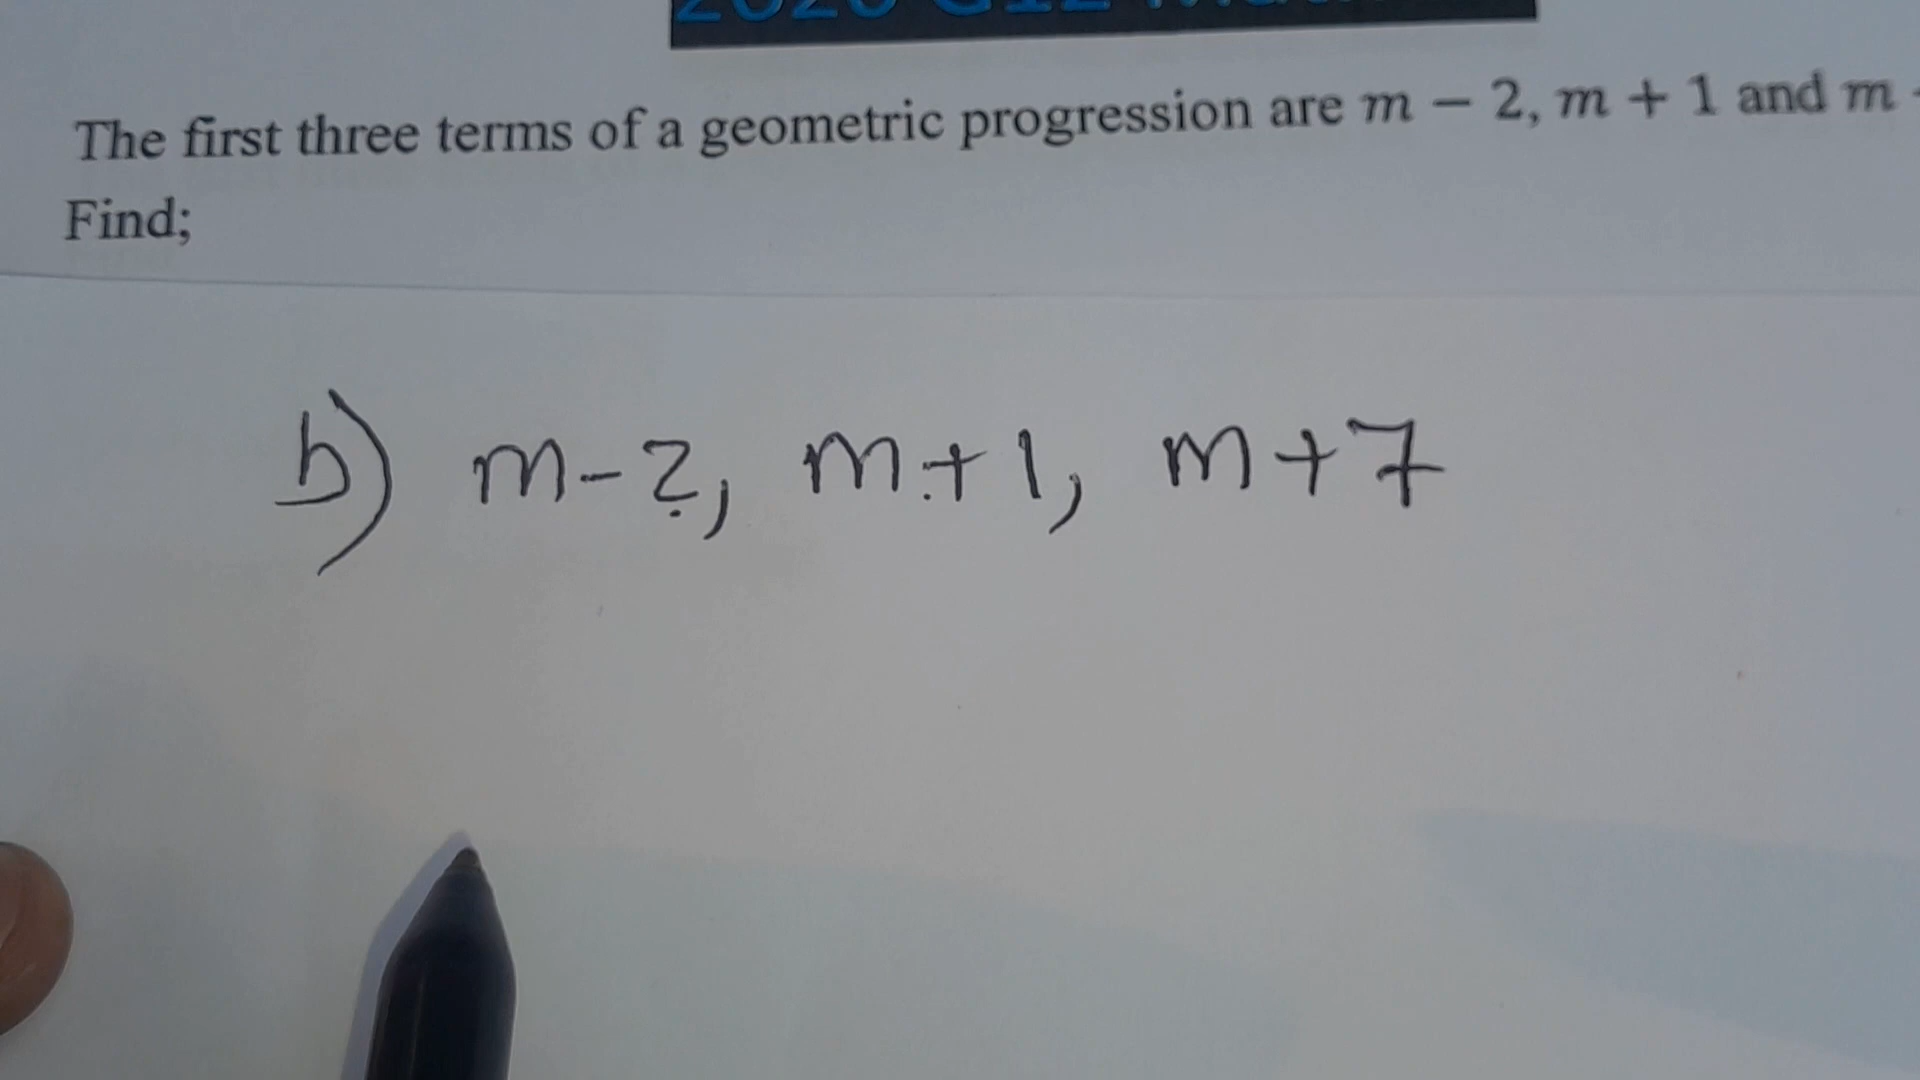 The first three terms of a geometric progression are m − 2, m + 1 and m
Find;
b) m-2, m+1, m+7